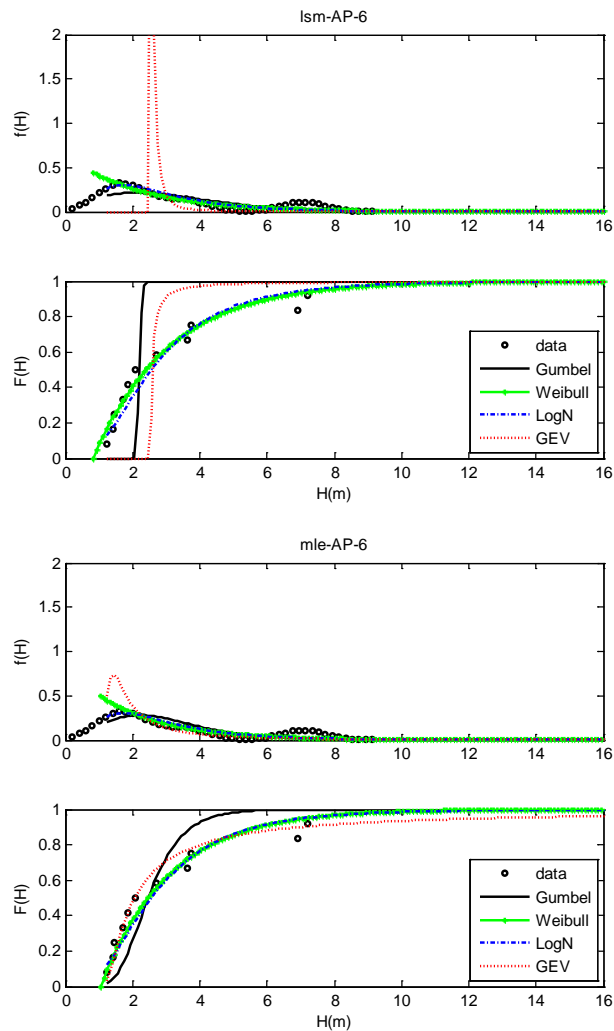 lsm-AP-6
2
1.5
1
0.5
0
f(H)
0 2 4 6 8 10 12 14 16
1
0.8
0.6
0.4
0.2
0
F(H)
data
Gumbel
Weibull
LogN
GEV
0 2 4 6 8 10 12 14 16
H(m)
mle-AP-6
2
1.5
1
0.5
0
f(H)
0 2 4 6 8 10 12 14 16
1
0.8
0.6
0.4
0.2
0
F(H)
data
Gumbel
Weibull
LogN
GEV
0 2 4 6 8 10 12 14 16
H(m)